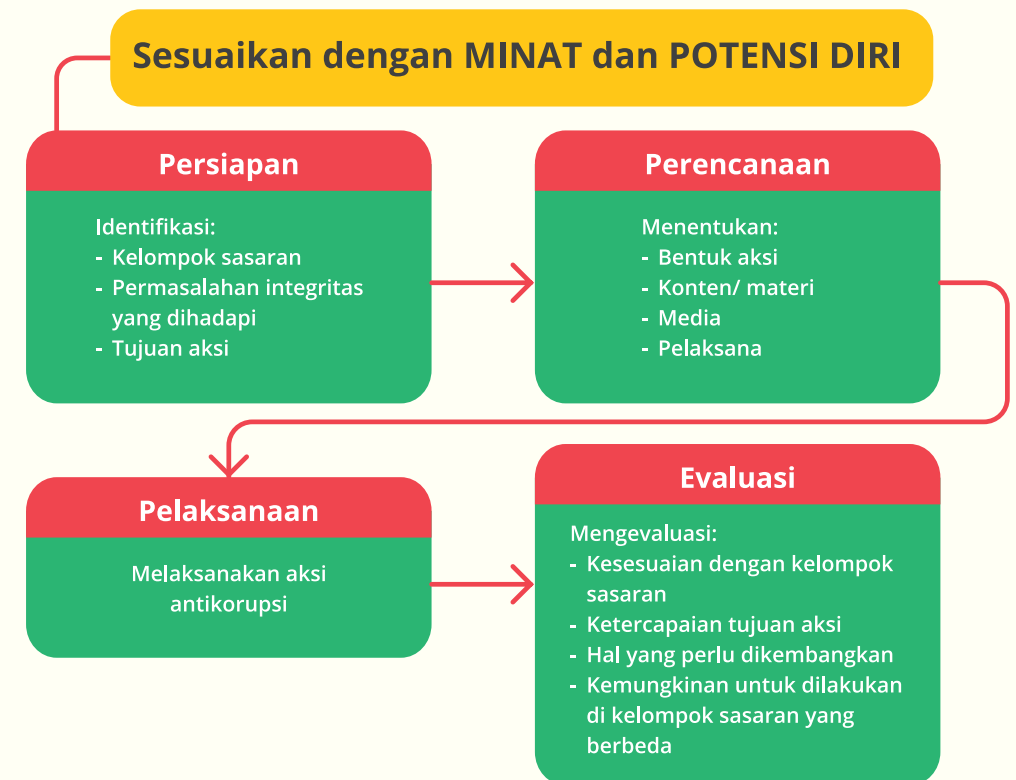 Sesuaikan dengan MINAT dan POTENSI DIRI
Persiapan
Identifikasi:
- Kelompok sasaran
- Permasalahan integritas
yang dihadapi
- Tujuan aksi
Perencanaan
Menentukan:
- Bentuk aksi
- Konten/ materi
- Media
- Pelaksana
Pelaksanaan
Melaksanakan aksi
antikorupsi
Evaluasi
Mengevaluasi:
- Kesesuaian dengan kelompok
sasaran
- Ketercapaian tujuan aksi
- Hal yang perlu dikembangkan
- Kemungkinan untuk dilakukan
di kelompok sasaran yang
berbeda